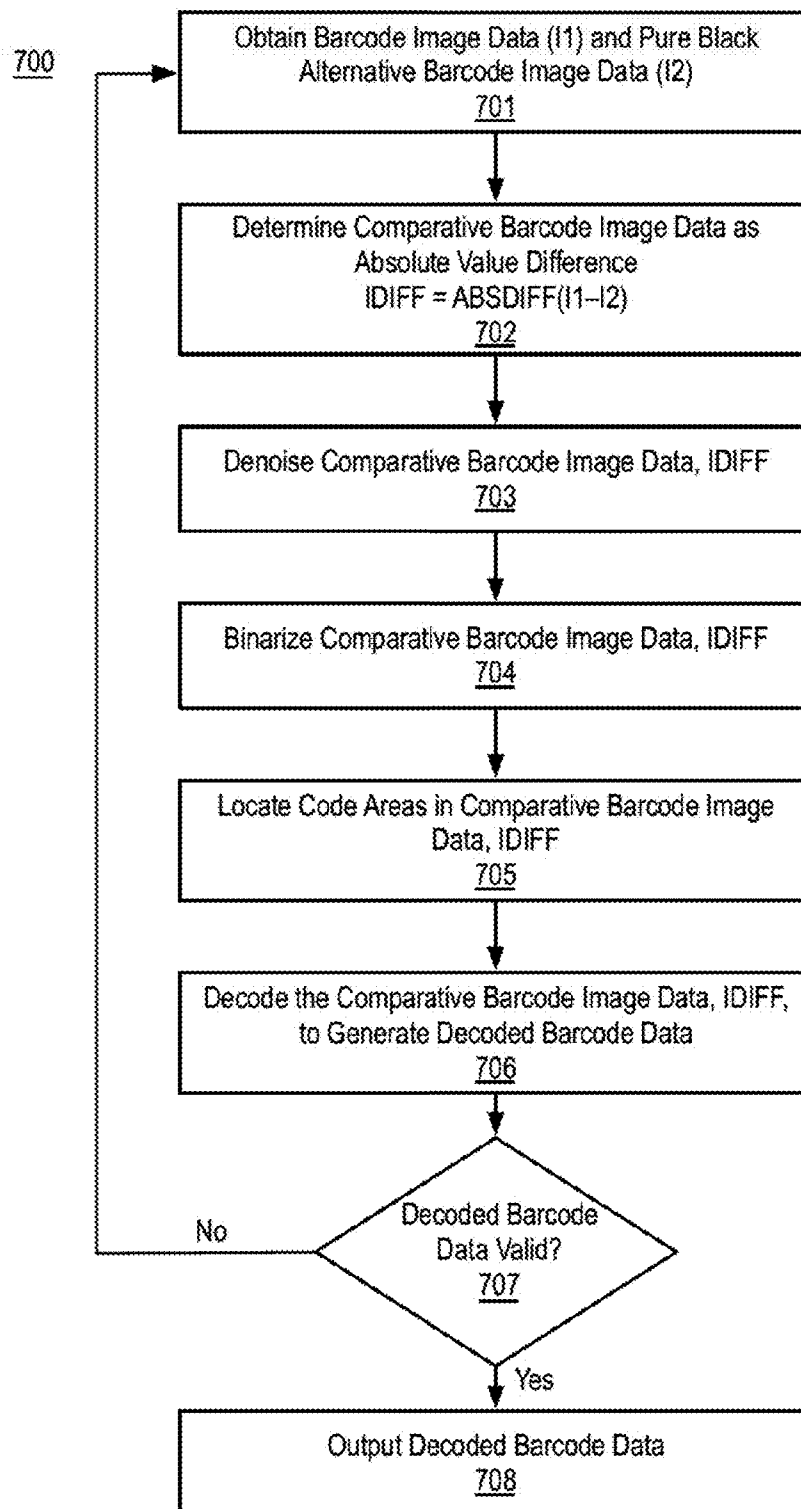 700
Obtain Barcode Image Data (I1) and Pure Black
Alternative Barcode Image Data (I2)
701
Determine Comparative Barcode Image Data as
Absolute Value Difference
IDIFF = ABSDIFF(I1–I2)
702
Denoise Comparative Barcode Image Data, IDIFF
703
Binarize Comparative Barcode Image Data, IDIFF
704
Locate Code Areas in Comparative Barcode Image
Data, IDIFF
705
Decode the Comparative Barcode Image Data, IDIFF,
to Generate Decoded Barcode Data
706
Decoded Barcode
Data Valid?
707
No
Yes
Output Decoded Barcode Data
708